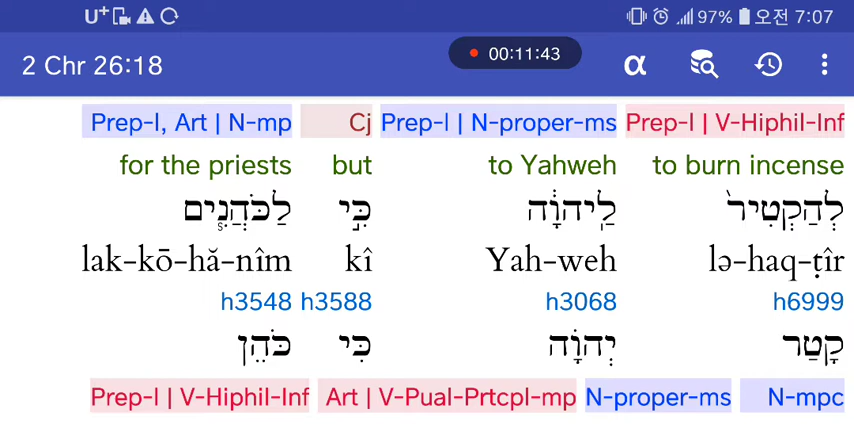 U+ 97% 오전 7:07
2 Chr 26:18 00:11:43 α
Prep-l, Art | N-mp Cj Prep-l | N-proper-ms Prep-l | V-Hiphil-Inf
for the priests but to Yahweh to burn incense
לְהַקְטִיר֙ לַֽיהוָ֔ה כִּ֣י לַכֹּהֲנִ֧ים
lak-kō-hă-nîm kî Yah-weh lə-haq-ṭîr
h3548 h3588 h3068 h6999
קָטַר יְהוָֹה כִּי כֹּהֵן
Prep-l | V-Hiphil-Inf Art | V-Pual-Prtcpl-mp N-proper-ms N-mpc